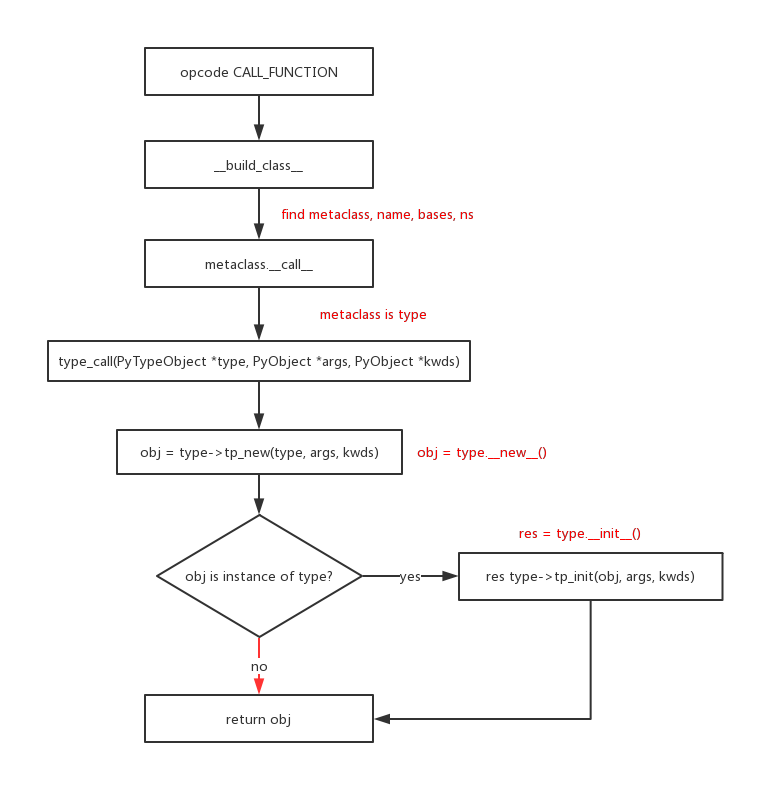 opcode CALL_FUNCTION
__build_class__
find metaclass, name, bases, ns
metaclass.__call__
metaclass is type
type_call(PyTypeObject *type, PyObject *args, PyObject *kwds)
obj = type->tp_new(type, args, kwds)
obj = type.__new__()
res = type.__init__()
obj is instance of type?
yes
res type->tp_init(obj, args, kwds)
no
return obj